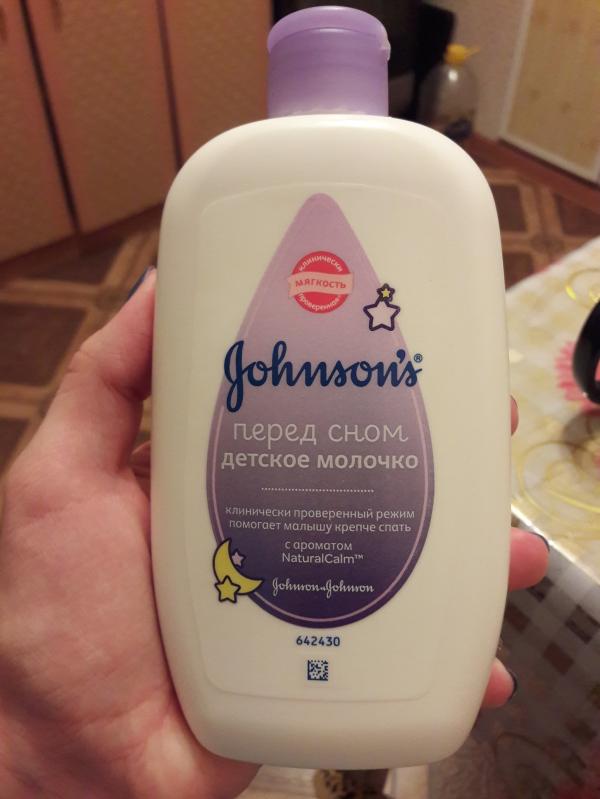 клинически
мягкость
проверенная
Johnson's®
перед сном
детское молочко
клинически проверенный режим
помогает малышу крепче спать
с ароматом
NaturalCalm™
Johnson & Johnson
642430